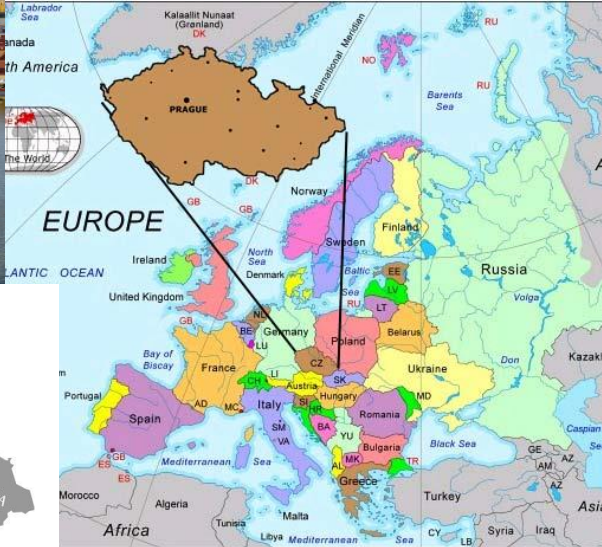 Labrador
Sea
Kalaallit Nunaat
(Grønland)
DK
International Meridian
RU
NO
anada
th America
RU
Barents
Sea
PRAGUE
The World
DK
GB
GB
Norway
EUROPE
Finland
Sweden
Ireland
North
Sea
Baltic
Sea
EE
Russia
LANTIC OCEAN
Denmark
LV
Volga
United Kingdom
RU
LT
GB
NL
BE
Germany
Poland
Belarus
LU
Bay of
Biscay
France
CZ
Ukraine
Don
Kazak
LI
SK
CH
Austria
Portugal
Spain
AD
MC
Italy
SI
HR
Hungary
MD
Romania
SM
VA
BA
YU
Caspian
Se
Bulgaria
Black Sea
GB
ES
ES
Mediterranean Sea
AL
MK
TR
GE
AZ
AM
AZ
Greece
Morocco
Algeria
Turkey
Malta
Asi
Africa
Tunisia
Libya
Mediterranean Sea
CY
LB
Syria
Iraq